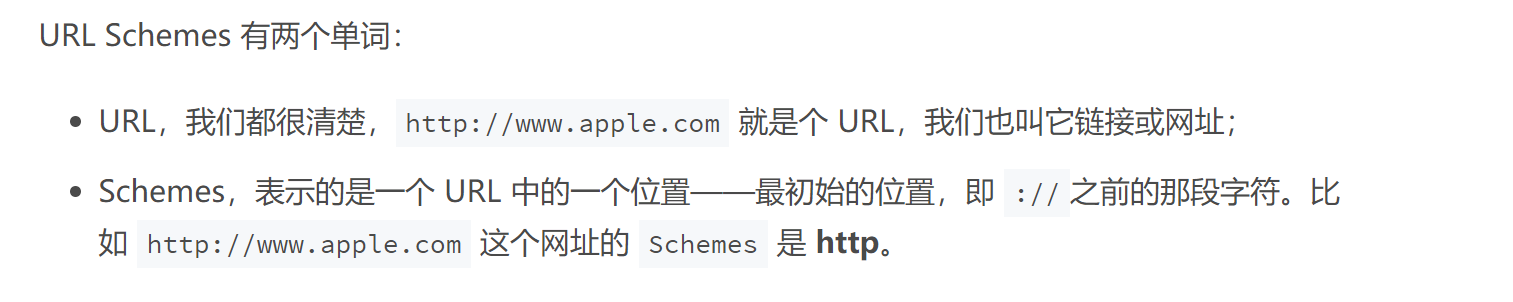 URL Schemes 有两个单词：
• URL，我们都很清楚， http://www.apple.com 就是个 URL，我们也叫它链接或网址；
• Schemes，表示的是一个 URL 中的一个位置——最初始的位置，即 :// 之前的那段字符。比
如 http://www.apple.com 这个网址的 Schemes 是 http。